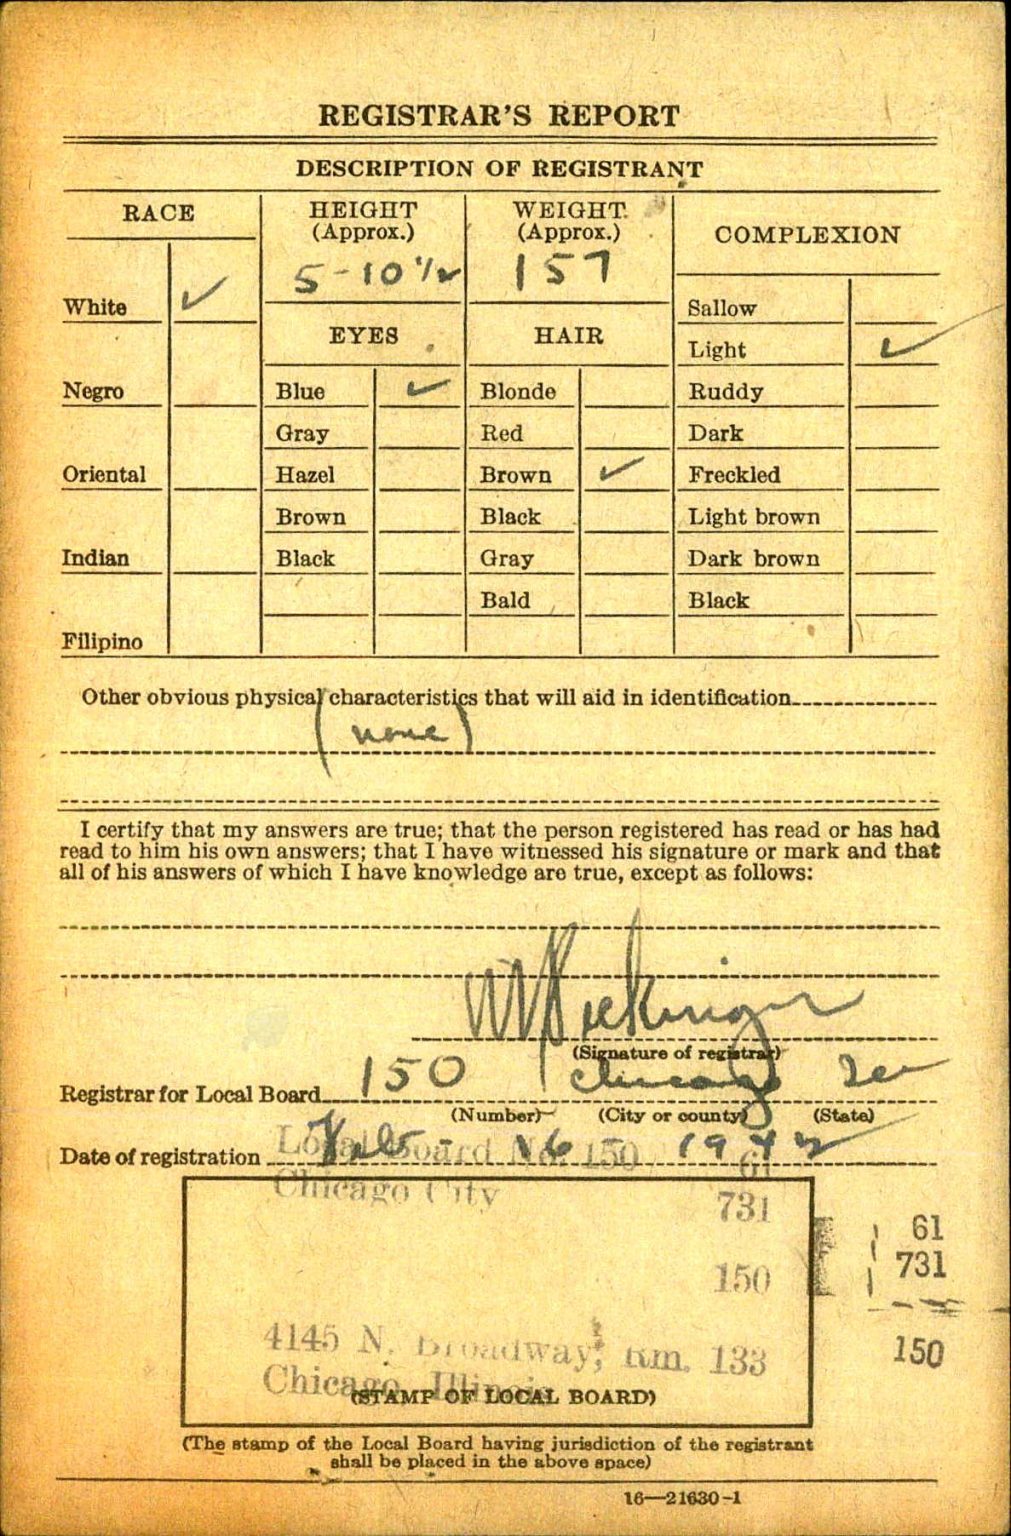 REGISTRAR'S REPORT
DESCRIPTION OF REGISTRANT
RACE
HEIGHT
(Approx.)
5-10 1/2
WEIGHT
(Approx.)
157
COMPLEXION
White ✓
Negro
Oriental
Indian
Filipino
EYES
Blue ✓
Gray
Hazel
Brown
Black
HAIR
Blonde
Red
Brown ✓
Black
Gray
Bald
Sallow
Light ✓
Ruddy
Dark
Freckled
Light brown
Dark brown
Black
Other obvious physical characteristics that will aid in identification
(none)
I certify that my answers are true; that the person registered has read or has had
read to him his own answers; that I have witnessed his signature or mark and that
all of his answers of which I have knowledge are true, except as follows:
(Signature of registrar)
Registrar for Local Board 150 Chicago Ill
(Number) (City or county) (State)
Date of registration Feb - 16 - 1942
Local Board No. 150 61
Chicago City 731
150
4145 N. Broadway, Rm. 133
Chicago, Illinois
(STAMP OF LOCAL BOARD)
61
731
150
(The stamp of the Local Board having jurisdiction of the registrant
shall be placed in the above space)
16—21630-1